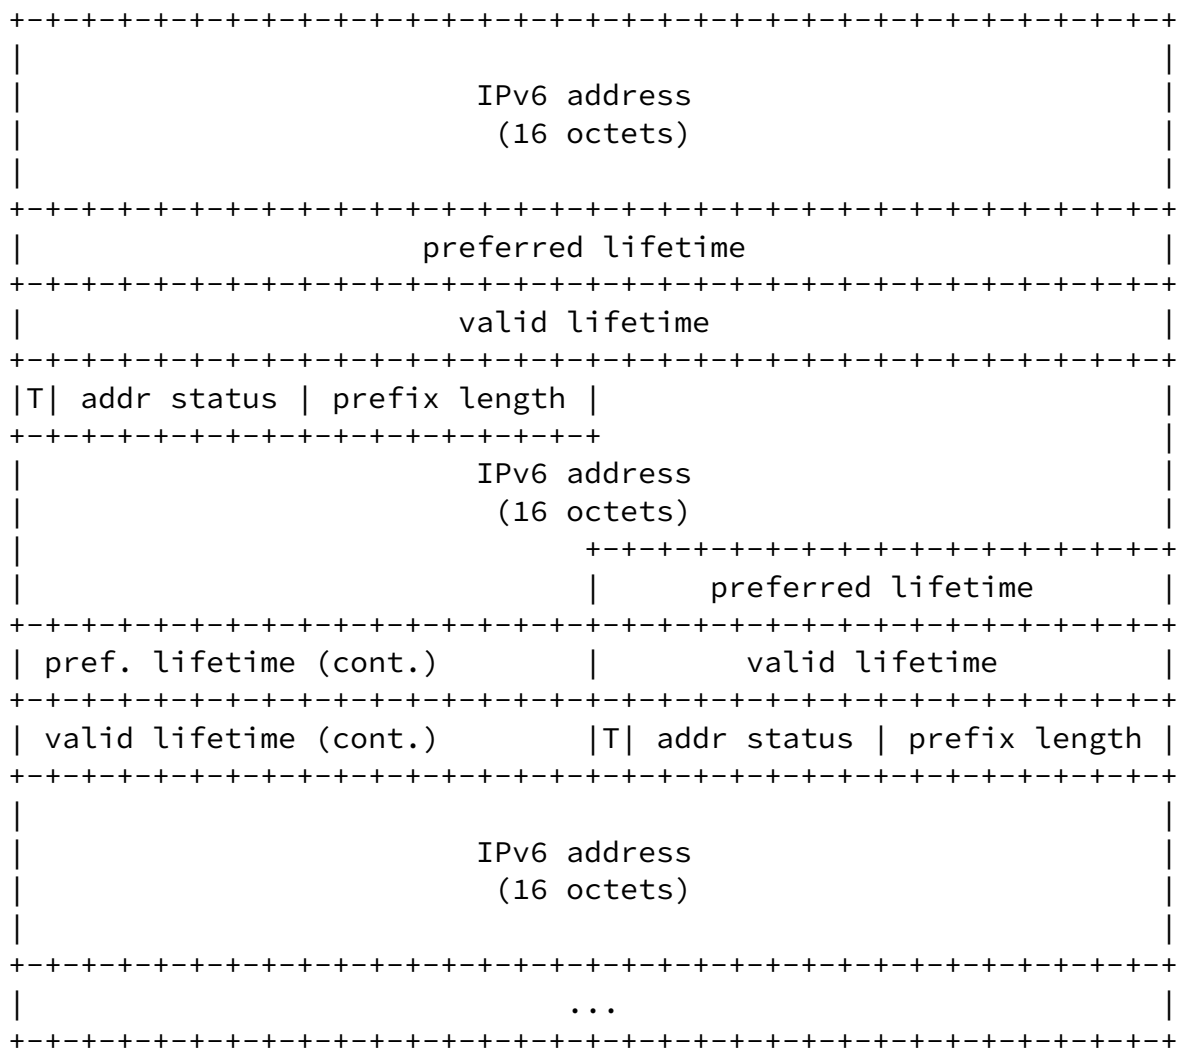 +-+-+-+-+-+-+-+-+-+-+-+-+-+-+-+-+-+-+-+-+-+-+-+-+-+-+-+-+-+-+-+-+
|                                                               |
|                         IPv6 address                          |
|                          (16 octets)                          |
|                                                               |
+-+-+-+-+-+-+-+-+-+-+-+-+-+-+-+-+-+-+-+-+-+-+-+-+-+-+-+-+-+-+-+-+
|                      preferred lifetime                       |
+-+-+-+-+-+-+-+-+-+-+-+-+-+-+-+-+-+-+-+-+-+-+-+-+-+-+-+-+-+-+-+-+
|                        valid lifetime                         |
+-+-+-+-+-+-+-+-+-+-+-+-+-+-+-+-+-+-+-+-+-+-+-+-+-+-+-+-+-+-+-+-+
|T| addr status | prefix length |                               |
+-+-+-+-+-+-+-+-+-+-+-+-+-+-+-+-+                               |
|                         IPv6 address                          |
|                          (16 octets)                          |
|                               +-+-+-+-+-+-+-+-+-+-+-+-+-+-+-+-+
|                               |      preferred lifetime       |
+-+-+-+-+-+-+-+-+-+-+-+-+-+-+-+-+-+-+-+-+-+-+-+-+-+-+-+-+-+-+-+-+
| pref. lifetime (cont.)        |        valid lifetime         |
+-+-+-+-+-+-+-+-+-+-+-+-+-+-+-+-+-+-+-+-+-+-+-+-+-+-+-+-+-+-+-+-+
| valid lifetime (cont.)        |T| addr status | prefix length |
+-+-+-+-+-+-+-+-+-+-+-+-+-+-+-+-+-+-+-+-+-+-+-+-+-+-+-+-+-+-+-+-+
|                                                               |
|                         IPv6 address                          |
|                          (16 octets)                          |
|                                                               |
+-+-+-+-+-+-+-+-+-+-+-+-+-+-+-+-+-+-+-+-+-+-+-+-+-+-+-+-+-+-+-+-+
|                              ...                              |
+-+-+-+-+-+-+-+-+-+-+-+-+-+-+-+-+-+-+-+-+-+-+-+-+-+-+-+-+-+-+-+-+